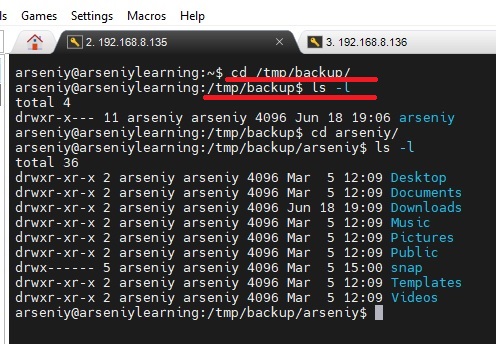 ls Games Settings Macros Help
2. 192.168.8.135
3. 192.168.8.136
arseniy@arseniylearning:~$ cd /tmp/backup/
arseniy@arseniylearning:/tmp/backup$ ls -l
total 4
drwxr-x--- 11 arseniy arseniy 4096 Jun 18 19:06 arseniy
arseniy@arseniylearning:/tmp/backup$ cd arseniy/
arseniy@arseniylearning:/tmp/backup/arseniy$ ls -l
total 36
drwxr-xr-x 2 arseniy arseniy 4096 Mar  5 12:09 Desktop
drwxr-xr-x 2 arseniy arseniy 4096 Mar  5 12:09 Documents
drwxr-xr-x 2 arseniy arseniy 4096 Jun 18 19:09 Downloads
drwxr-xr-x 2 arseniy arseniy 4096 Mar  5 12:09 Music
drwxr-xr-x 2 arseniy arseniy 4096 Mar  5 12:09 Pictures
drwxr-xr-x 2 arseniy arseniy 4096 Mar  5 12:09 Public
drwx------ 5 arseniy arseniy 4096 Mar  5 15:00 snap
drwxr-xr-x 2 arseniy arseniy 4096 Mar  5 12:09 Templates
drwxr-xr-x 2 arseniy arseniy 4096 Mar  5 12:09 Videos
arseniy@arseniylearning:/tmp/backup/arseniy$